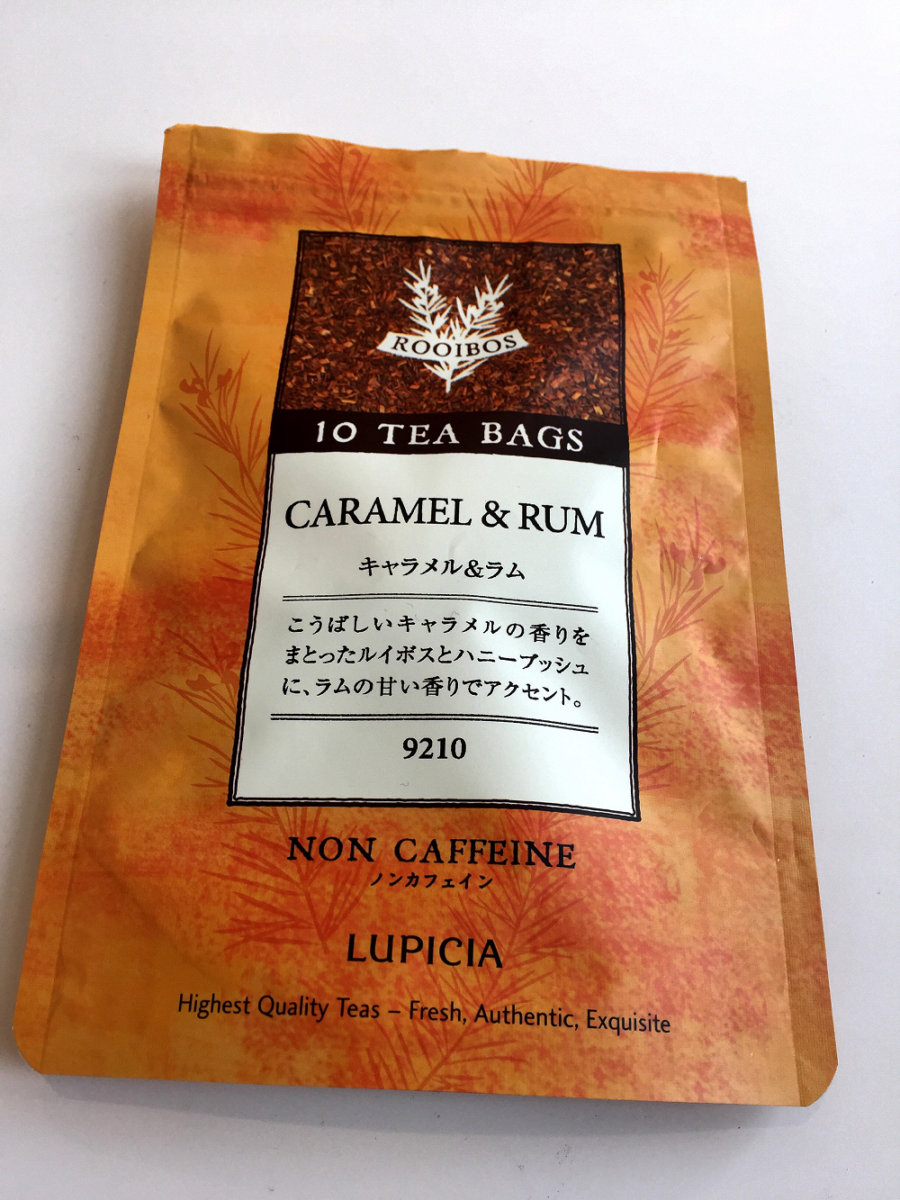 ROOIBOS
10 TEA BAGS
CARAMEL & RUM
キャラメル&ラム
こうばしいキャラメルの香りを
まとったルイボスとハニーブッシュ
に、ラムの甘い香りでアクセント。
9210
NON CAFFEINE
ノンカフェイン
LUPICIA
Highest Quality Teas – Fresh, Authentic, Exquisite